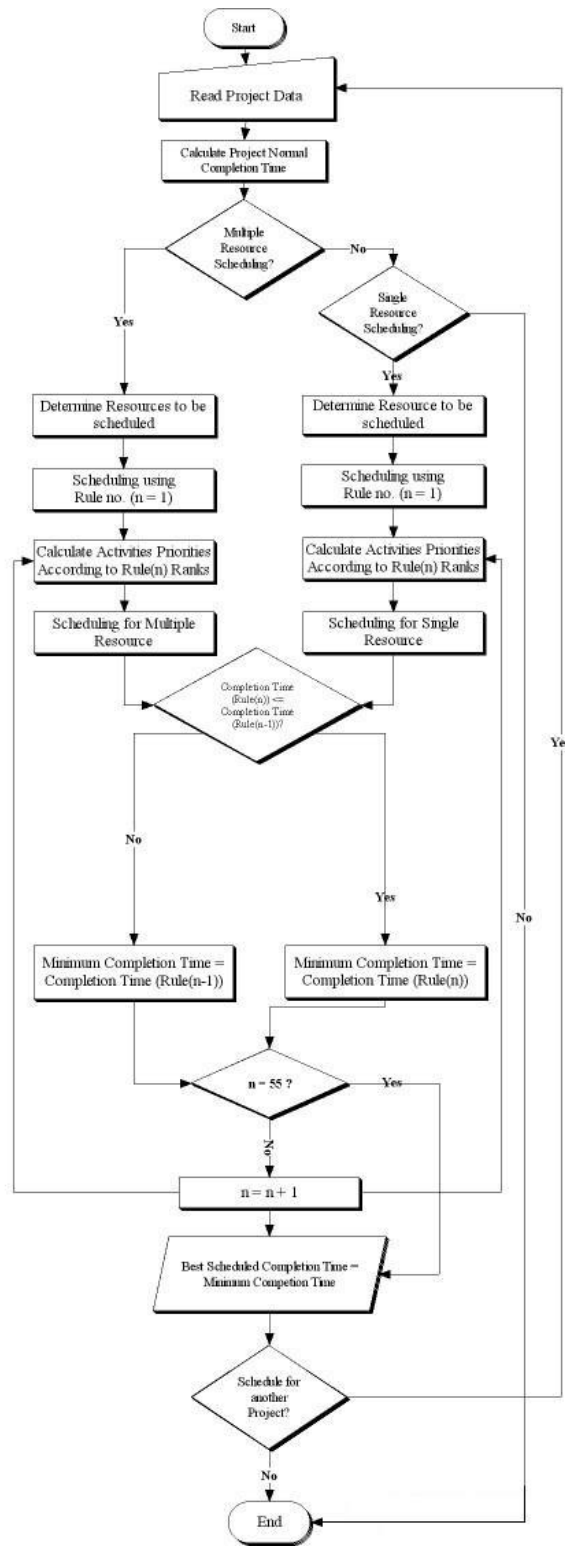 Start
Read Project Data
Calculate Project Normal
Completion Time
Multiple
Resource
Scheduling?
No
Single
Resource
Scheduling?
Yes
Yes
Determine Resources to be
scheduled
Determine Resource to be
scheduled
Scheduling using
Rule no. (n = 1)
Scheduling using
Rule no. (n = 1)
Calculate Activities Priorities
According to Rule(n) Ranks
Calculate Activities Priorities
According to Rule(n) Ranks
Scheduling for Multiple
Resource
Scheduling for Single
Resource
Completion Time
(Rule(n)) <=
Completion Time
(Rule(n-1))?
Ye
No
Yes
No
Minimum Completion Time =
Completion Time (Rule(n-1))
Minimum Completion Time =
Completion Time (Rule(n))
n = 55 ?
Yes
No
n = n + 1
Best Scheduled Completion Time =
Minimum Competion Time
Schedule for
another
Project?
No
End